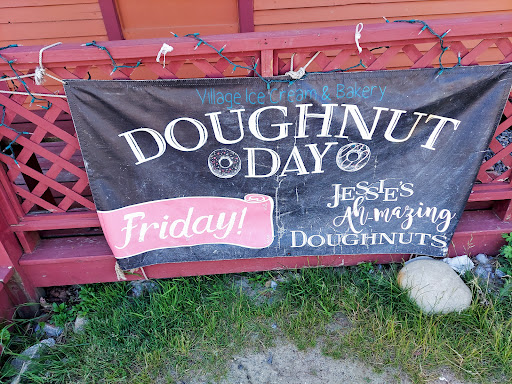 Village Ice Cream & Bakery
DOUGHNUT
DAY
Friday!
JESSIE'S
Ah-mazing
DOUGHNUTS